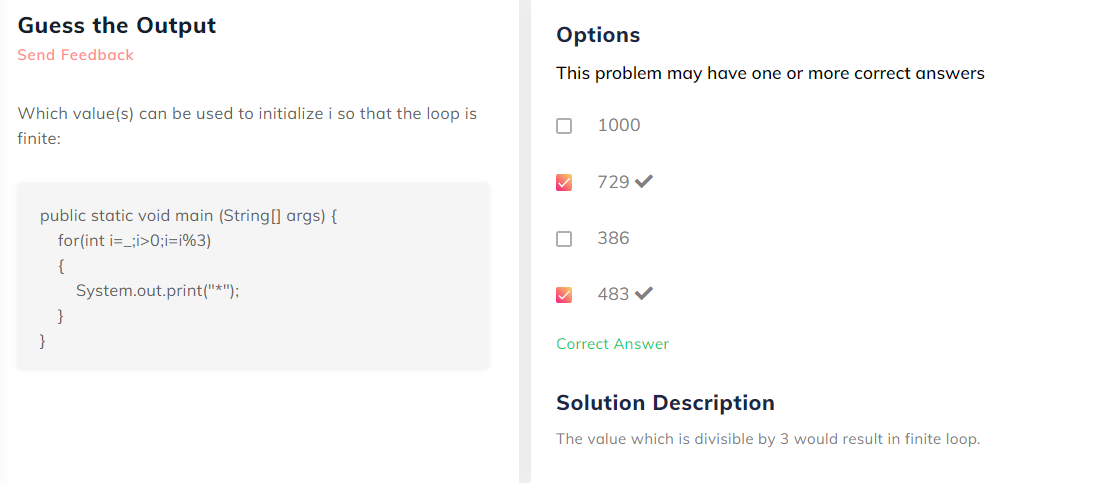 Guess the Output
Send Feedback
Which value(s) can be used to initialize i so that the loop is
finite:
public static void main (String[] args) {
for(int i=_;i>0;i=i%3)
{
System.out.print("*");
}
}
Options
This problem may have one or more correct answers
1000
729
386
483
Correct Answer
Solution Description
The value which is divisible by 3 would result in finite loop.